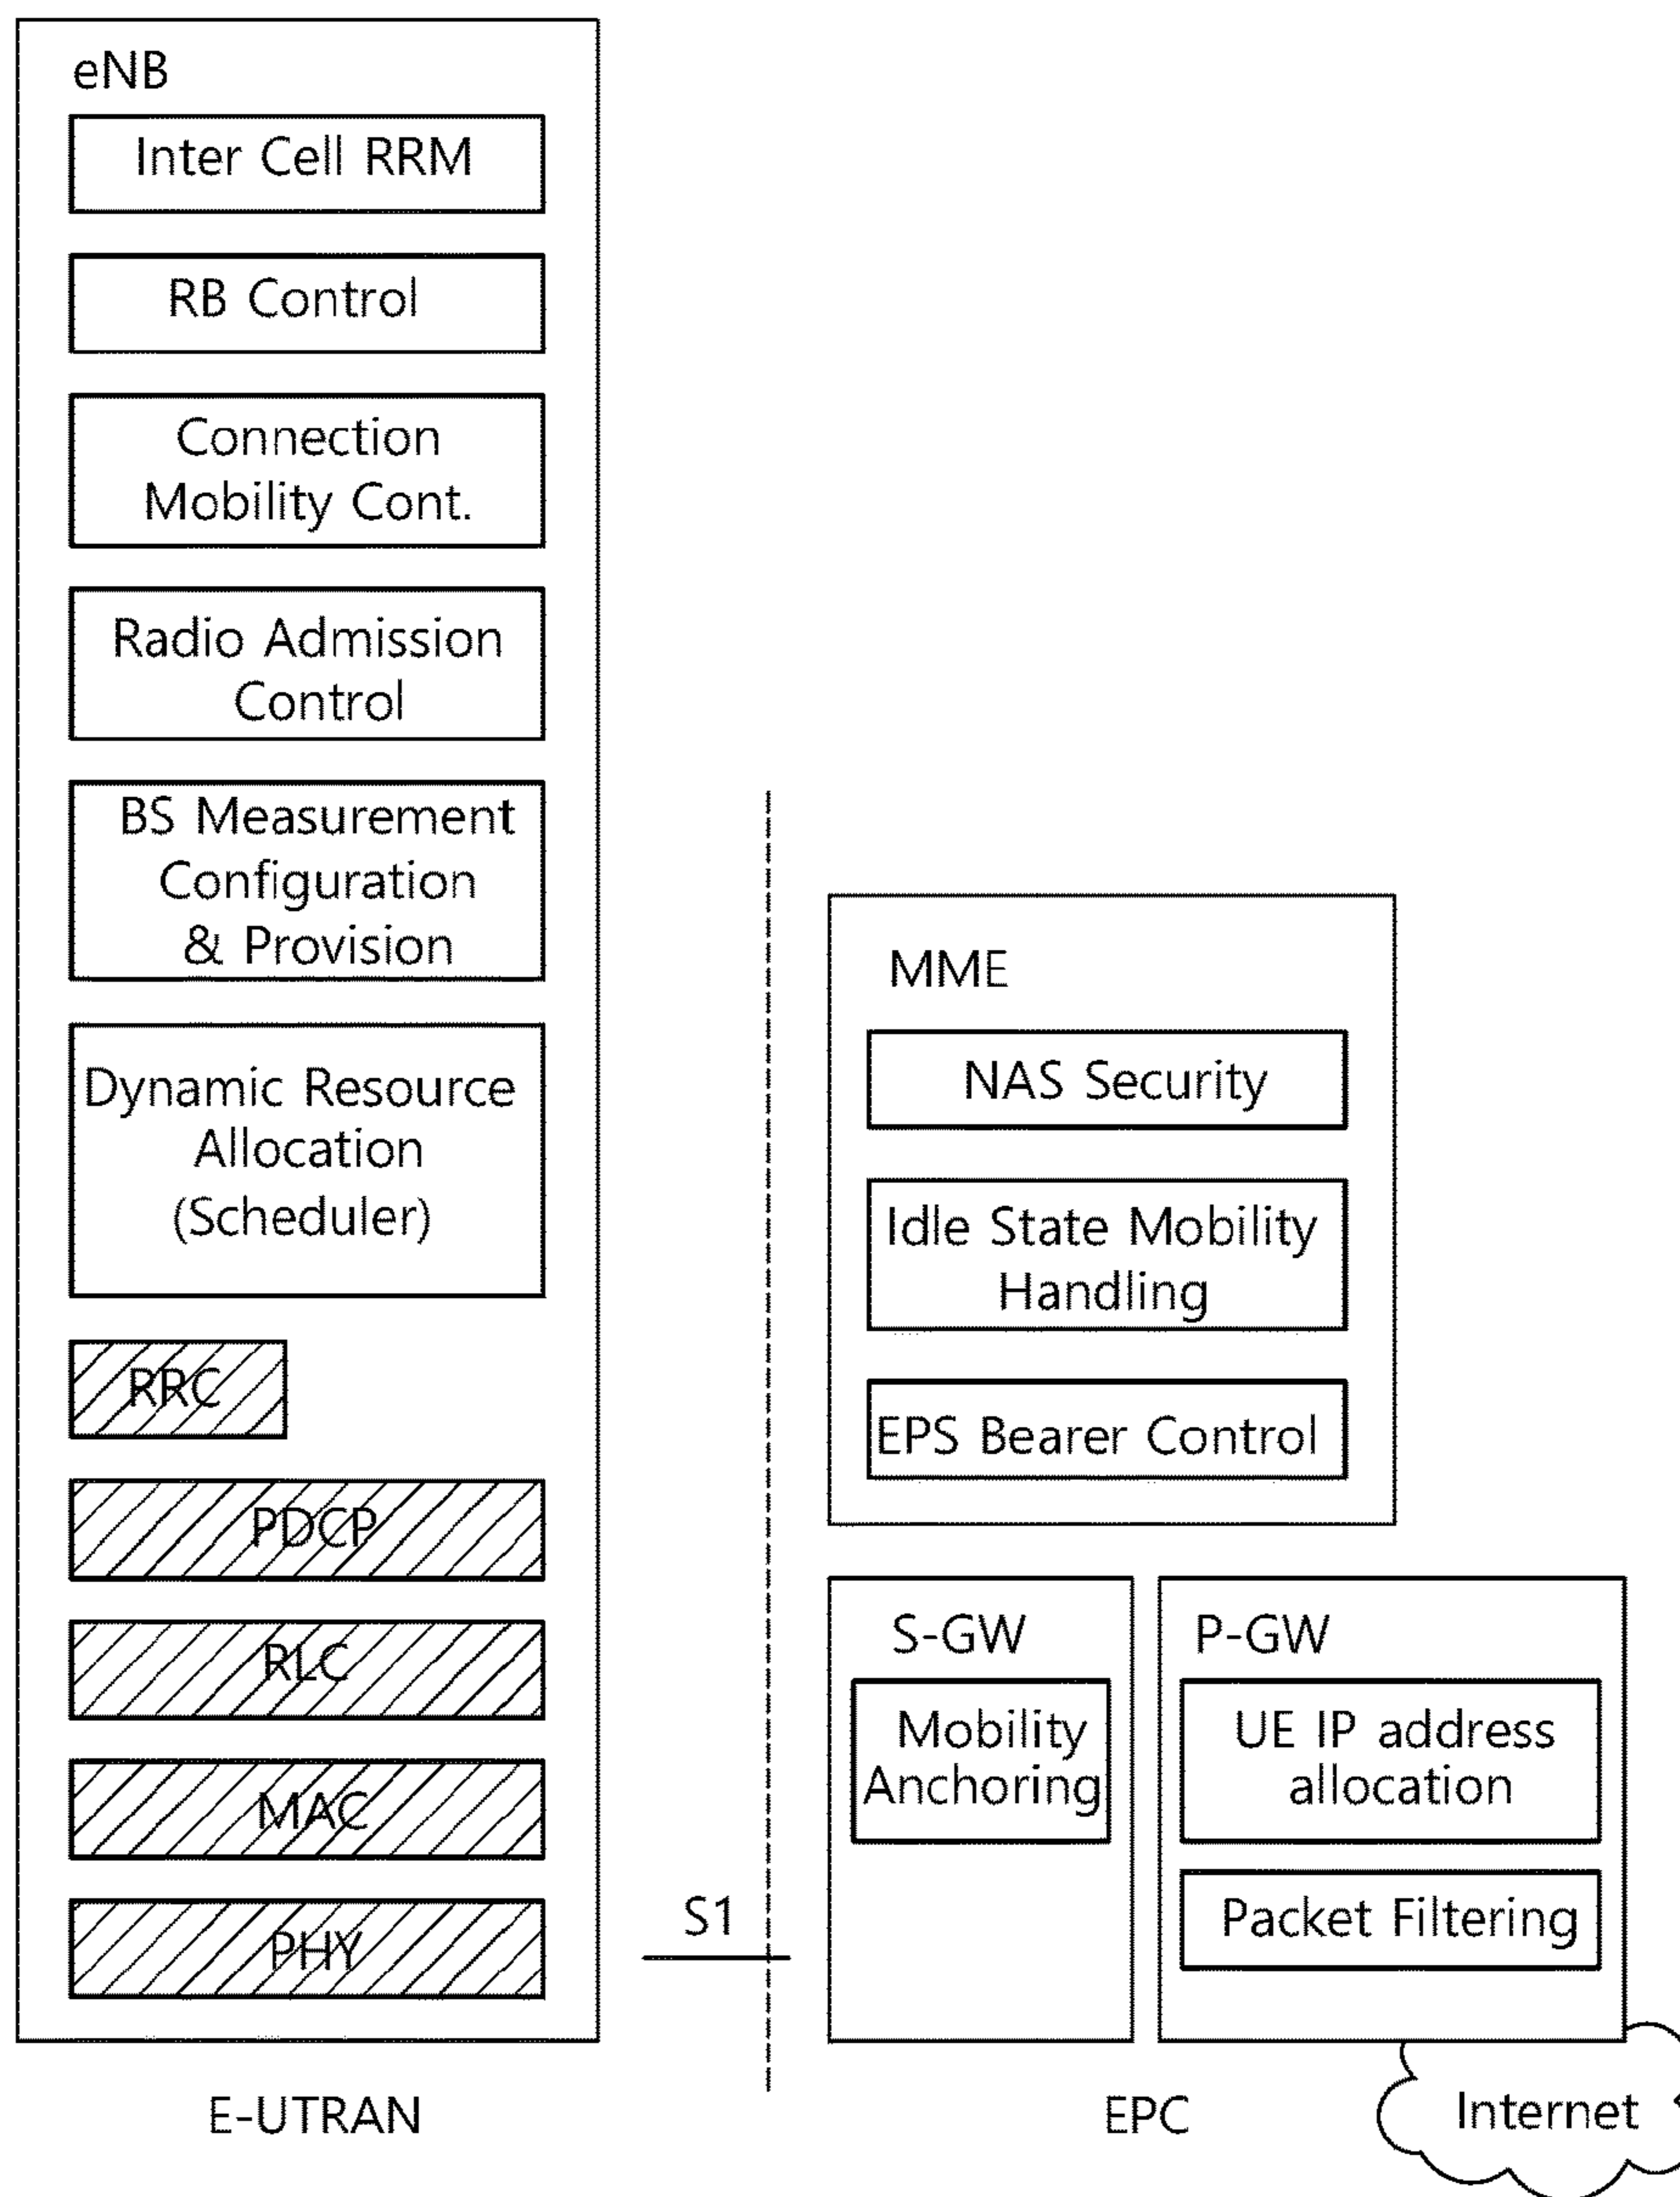 eNB
Inter Cell RRM
RB Control
Connection
Mobility Cont.
Radio Admission
Control
BS Measurement
Configuration
& Provision
Dynamic Resource
Allocation
(Scheduler)
RRC
PDCP
RLC
MAC
PHY
E-UTRAN
S1
MME
NAS Security
Idle State Mobility
Handling
EPS Bearer Control
S-GW
Mobility
Anchoring
P-GW
UE IP address
allocation
Packet Filtering
EPC
Internet